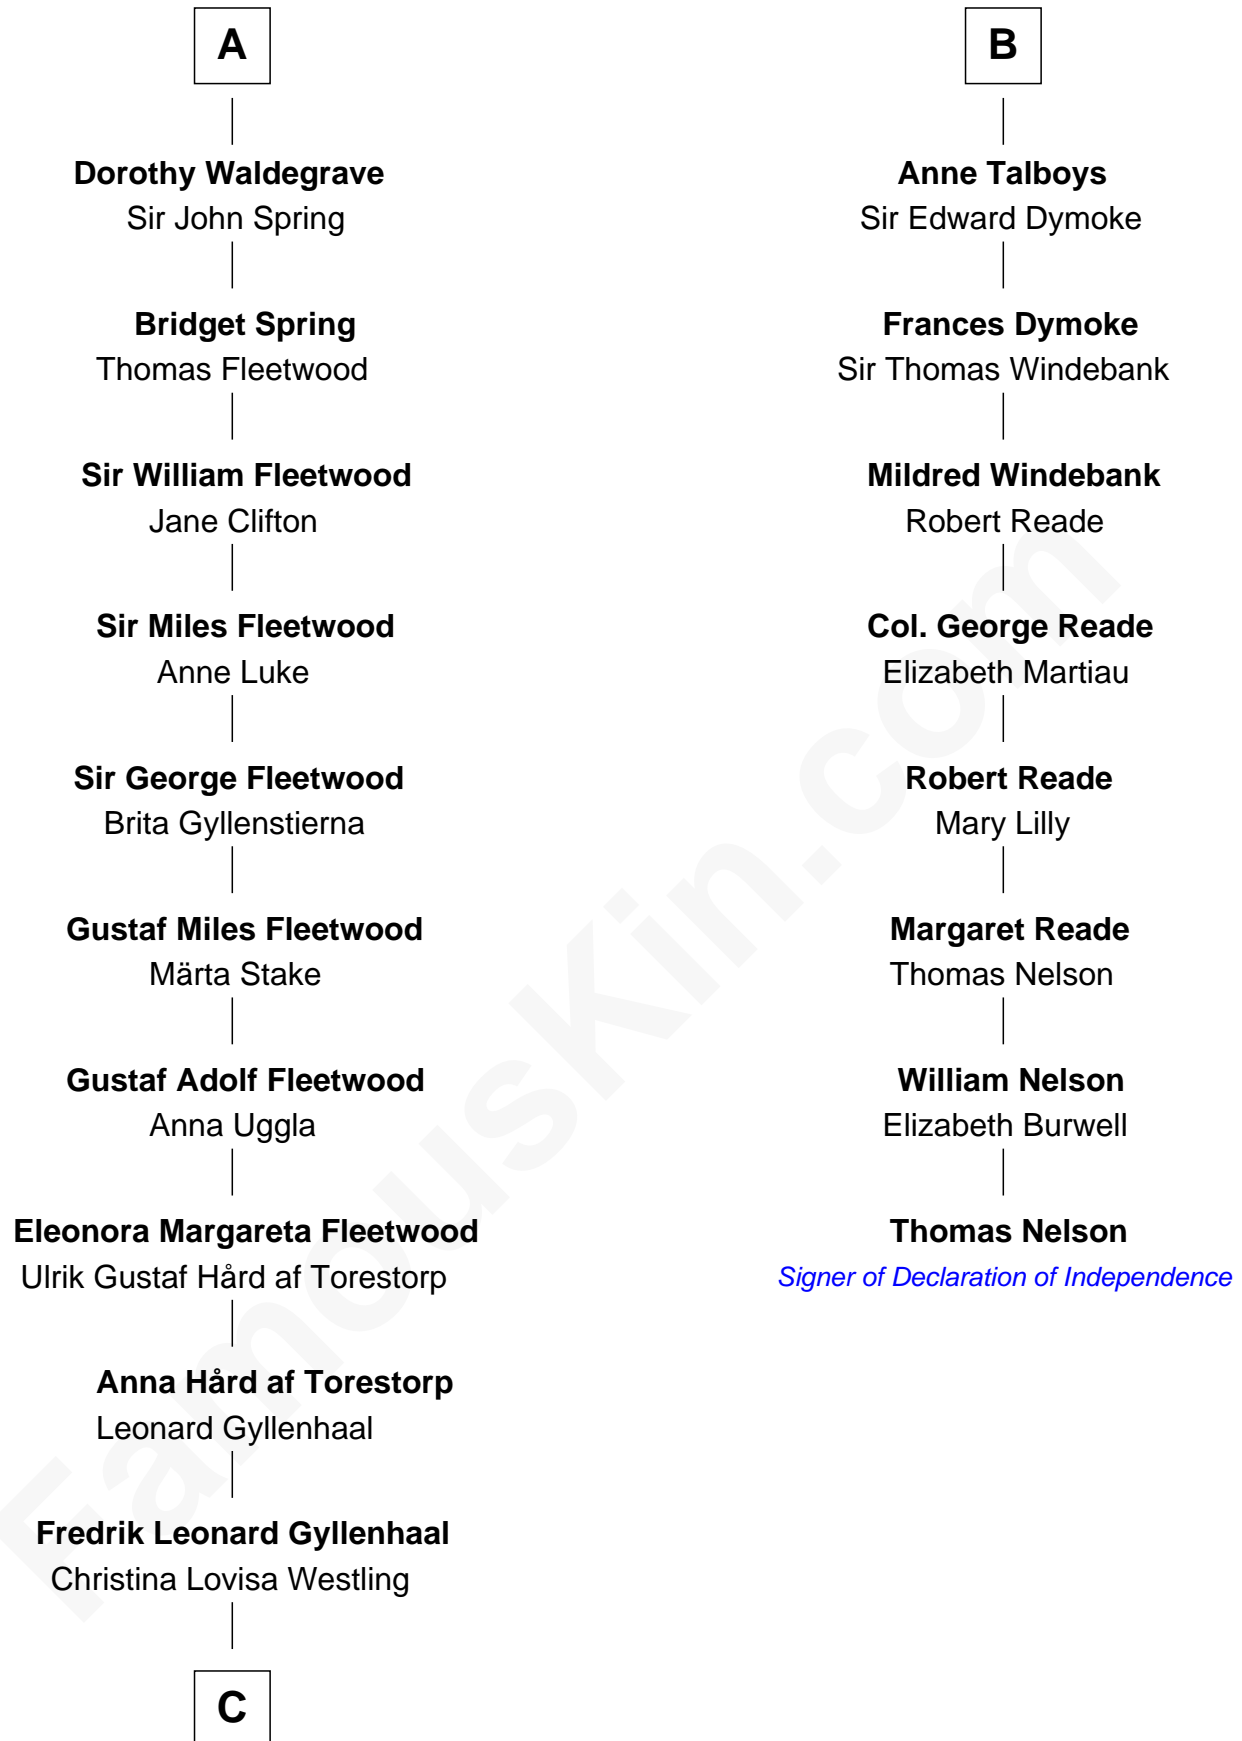 A
Dorothy Waldegrave
Sir John Spring
Bridget Spring
Thomas Fleetwood
Sir William Fleetwood
Jane Clifton
Sir Miles Fleetwood
Anne Luke
Sir George Fleetwood
Brita Gyllenstierna
Gustaf Miles Fleetwood
Märta Stake
Gustaf Adolf Fleetwood
Anna Uggla
Eleonora Margareta Fleetwood
Ulrik Gustaf Hård af Torestorp
Anna Hård af Torestorp
Leonard Gyllenhaal
Fredrik Leonard Gyllenhaal
Christina Lovisa Westling
C
B
Anne Talboys
Sir Edward Dymoke
Frances Dymoke
Sir Thomas Windebank
Mildred Windebank
Robert Reade
Col. George Reade
Elizabeth Martiau
Robert Reade
Mary Lilly
Margaret Reade
Thomas Nelson
William Nelson
Elizabeth Burwell
Thomas Nelson
Signer of Declaration of Independence
FamousKin.com